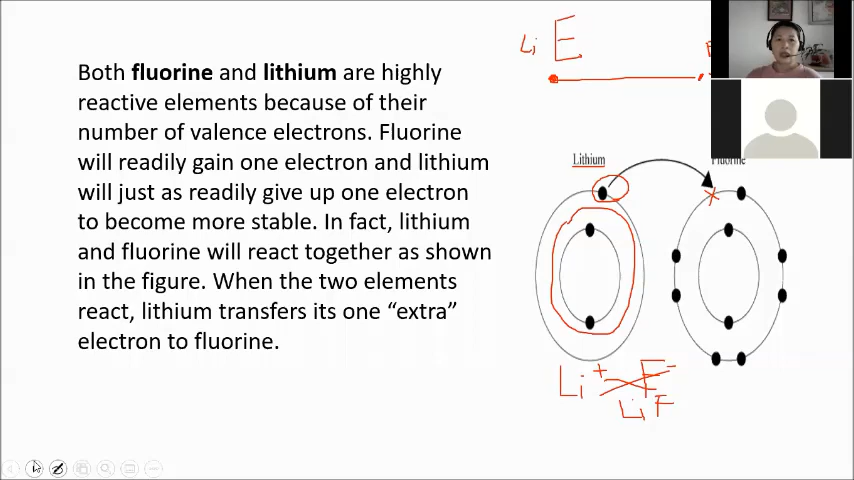 Li E F
Both fluorine and lithium are highly
reactive elements because of their
number of valence electrons. Fluorine
will readily gain one electron and lithium
will just as readily give up one electron
to become more stable. In fact, lithium
and fluorine will react together as shown
in the figure. When the two elements
react, lithium transfers its one “extra”
electron to fluorine.
Lithium Fluorine
Li+ F-
Li F